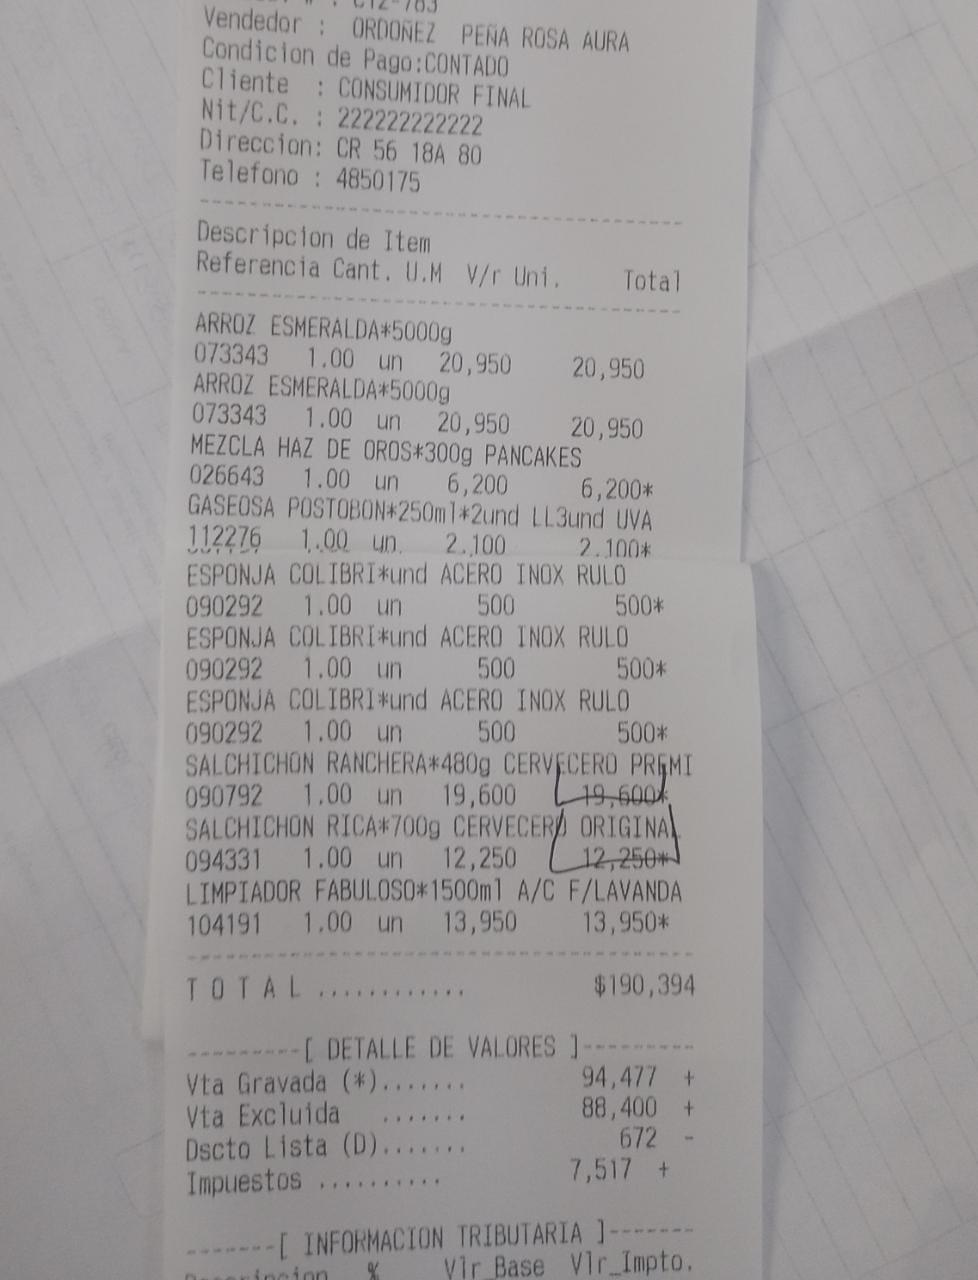 C12-783
Vendedor : ORDOÑEZ PEÑA ROSA AURA
Condicion de Pago:CONTADO
Cliente : CONSUMIDOR FINAL
Nit/C.C. : 222222222222
Direccion: CR 56 18A 80
Telefono : 4850175
Descripcion de Item
Referencia Cant. U.M V/r Uni. Total
ARROZ ESMERALDA*5000g
073343 1.00 un 20,950 20,950
ARROZ ESMERALDA*5000g
073343 1.00 un 20,950 20,950
MEZCLA HAZ DE OROS*300g PANCAKES
026643 1.00 un 6,200 6,200*
GASEOSA POSTOBON*250ml*2und LL3und UVA
112276 1.00 un 2,100 2,100*
ESPONJA COLIBRI*und ACERO INOX RULO
090292 1.00 un 500 500*
ESPONJA COLIBRI*und ACERO INOX RULO
090292 1.00 un 500 500*
ESPONJA COLIBRI*und ACERO INOX RULO
090292 1.00 un 500 500*
SALCHICHON RANCHERA*480g CERVECERO PREMI
090792 1.00 un 19,600 19,600*
SALCHICHON RICA*700g CERVECERO ORIGINAL
094331 1.00 un 12,250 12,250*
LIMPIADOR FABULOSO*1500ml A/C F/LAVANDA
104191 1.00 un 13,950 13,950*
T O T A L ............ $190,394
---------[ DETALLE DE VALORES ]---------
Vta Gravada (*)....... 94,477 +
Vta Excluida ....... 88,400 +
Dscto Lista (D)....... 672 -
Impuestos .......... 7,517 +
-------[ INFORMACION TRIBUTARIA ]-------
Descripcion % Vlr_Base Vlr_Impto.